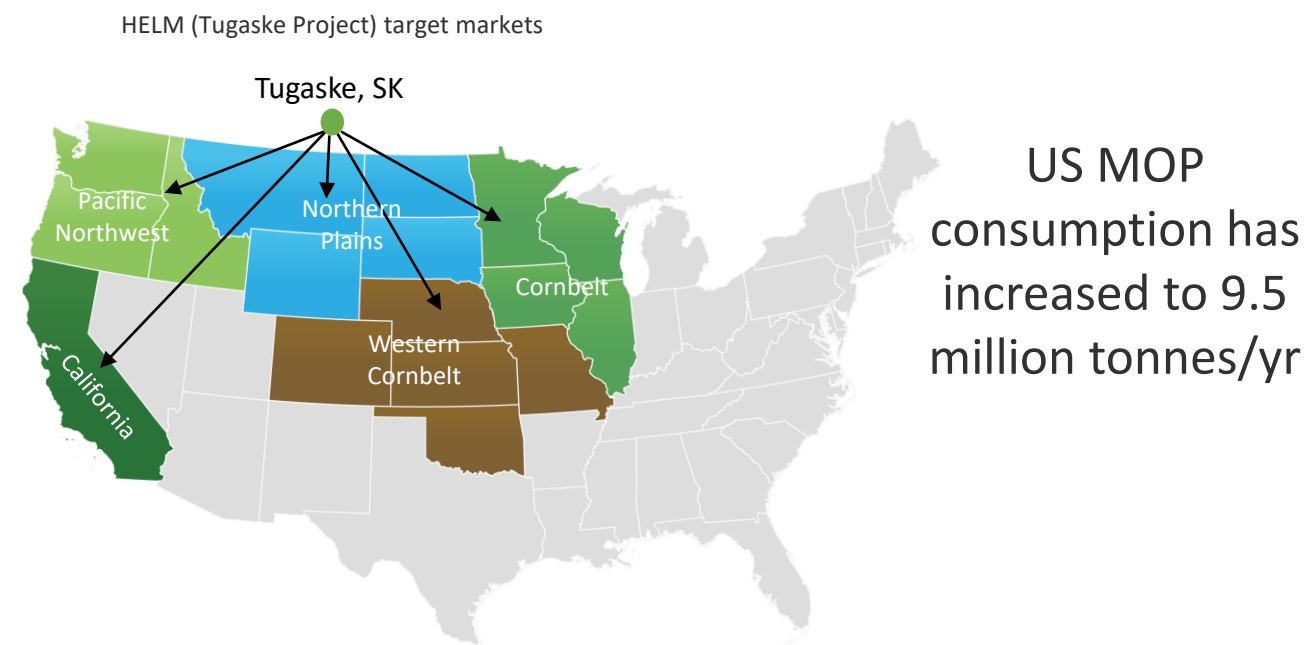 HELM (Tugaske Project) target markets
Tugaske, SK
Pacific
Northwest
Northern
Plains
Cornbelt
Western
Cornbelt
California
US MOP
consumption has
increased to 9.5
million tonnes/yr